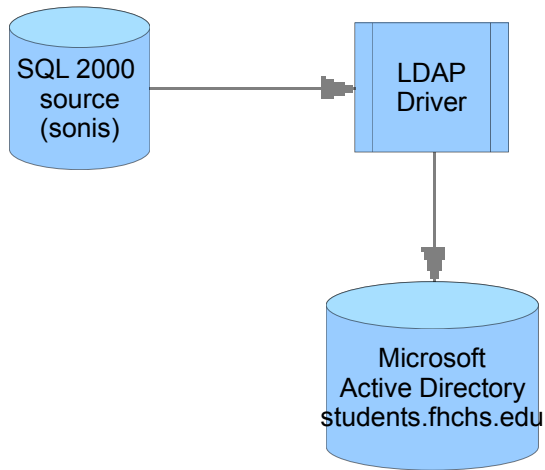 SQL 2000
source
(sonis)
LDAP
Driver
Microsoft
Active Directory
students.fhchs.edu